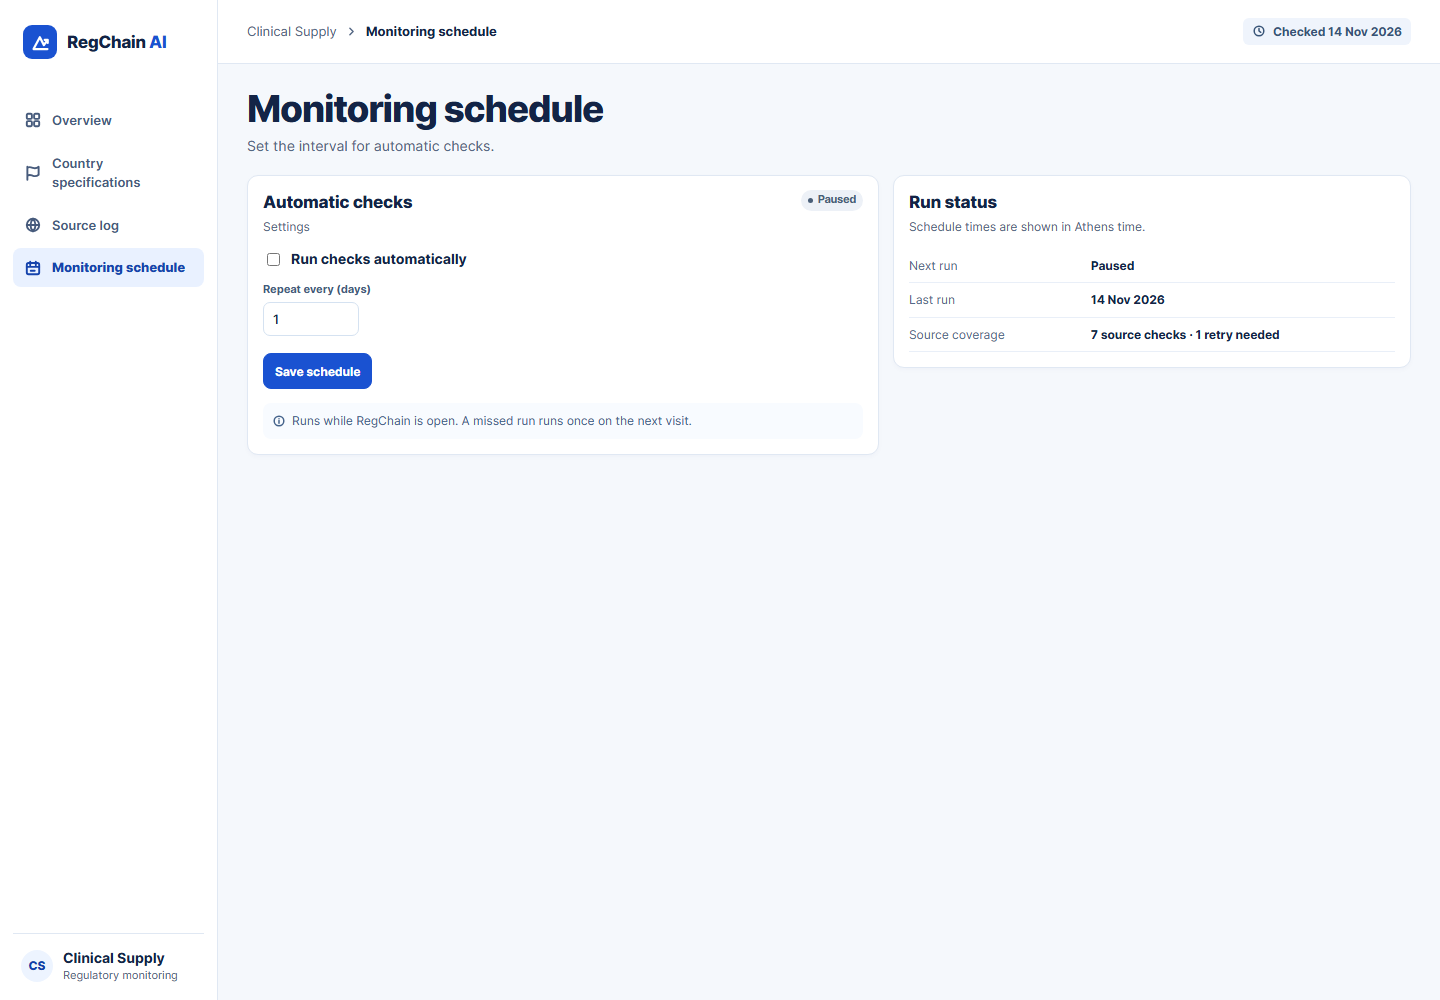 RegChain AI
Overview
Country
specifications
Source log
Monitoring schedule
CS
Clinical Supply
Regulatory monitoring
Clinical Supply > Monitoring schedule
Checked 14 Nov 2026
Monitoring schedule
Set the interval for automatic checks.
Automatic checks
Paused
Settings
Run checks automatically
Repeat every (days)
1
Save schedule
Runs while RegChain is open. A missed run runs once on the next visit.
Run status
Schedule times are shown in Athens time.
Next run Paused
Last run 14 Nov 2026
Source coverage 7 source checks · 1 retry needed